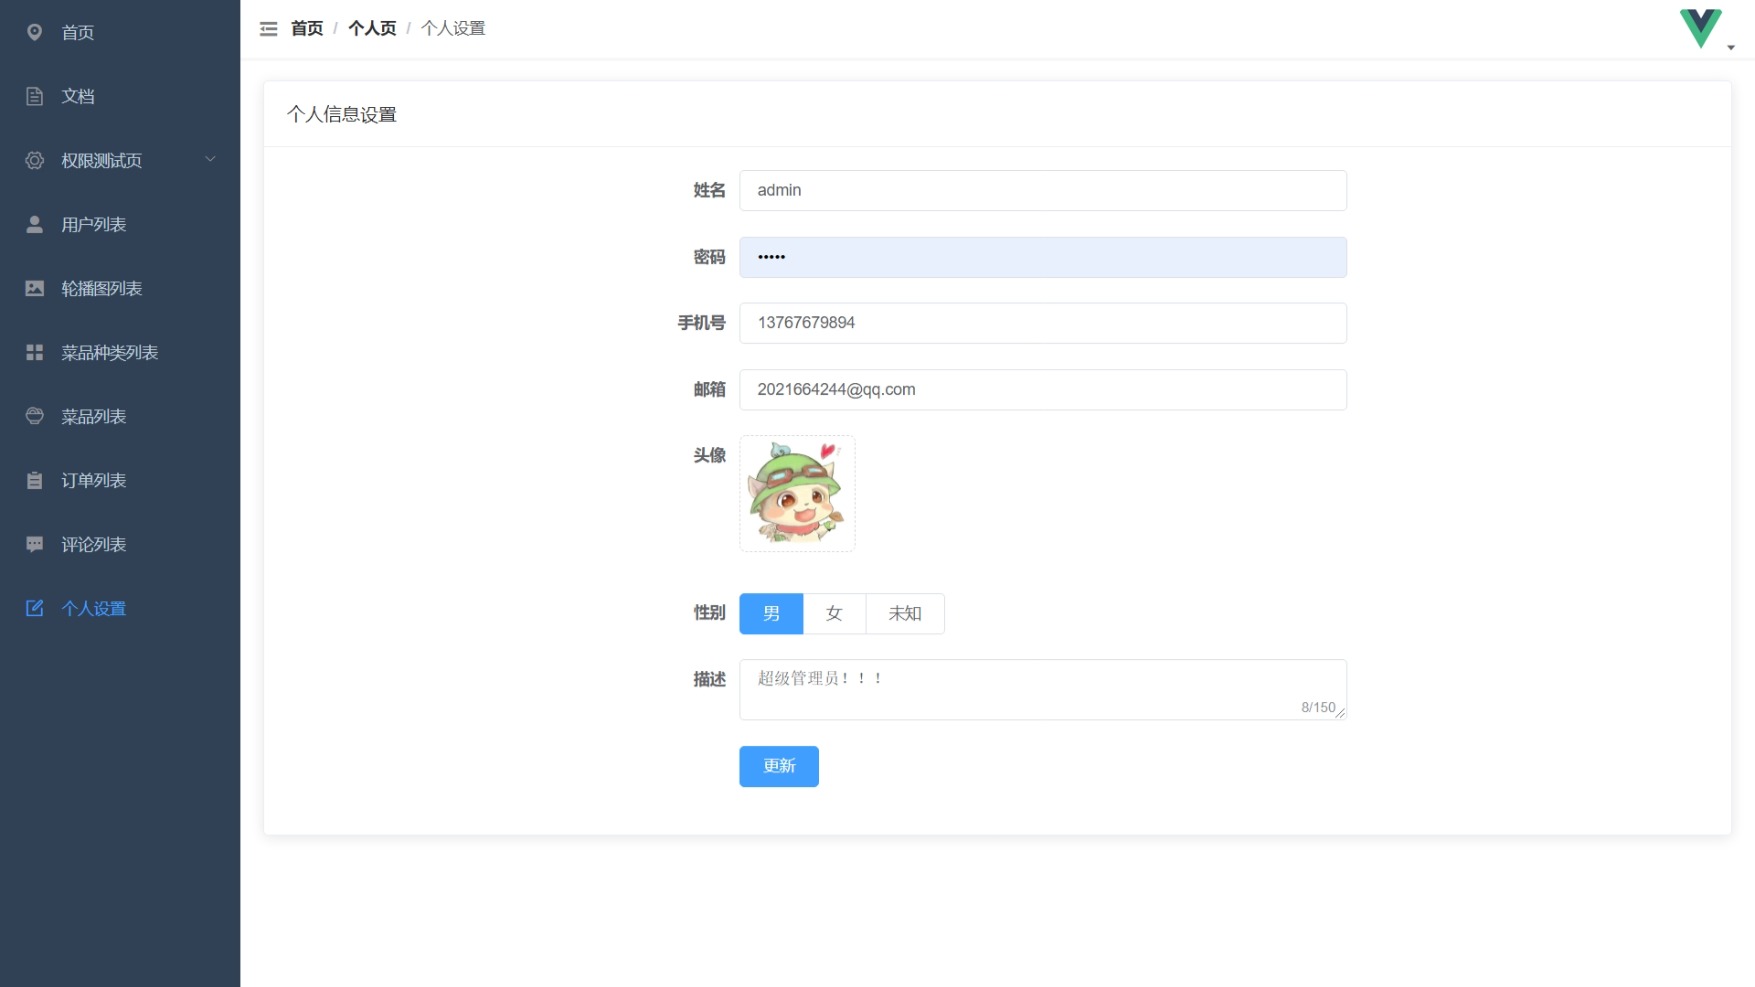 首页
文档
权限测试页
用户列表
轮播图列表
菜品种类列表
菜品列表
订单列表
评论列表
个人设置
首页 / 个人页 / 个人设置
个人信息设置
姓名 admin
密码 •••••
手机号 13767679894
邮箱 2021664244@qq.com
头像
性别 男 女 未知
描述 超级管理员！！！
8/150
更新